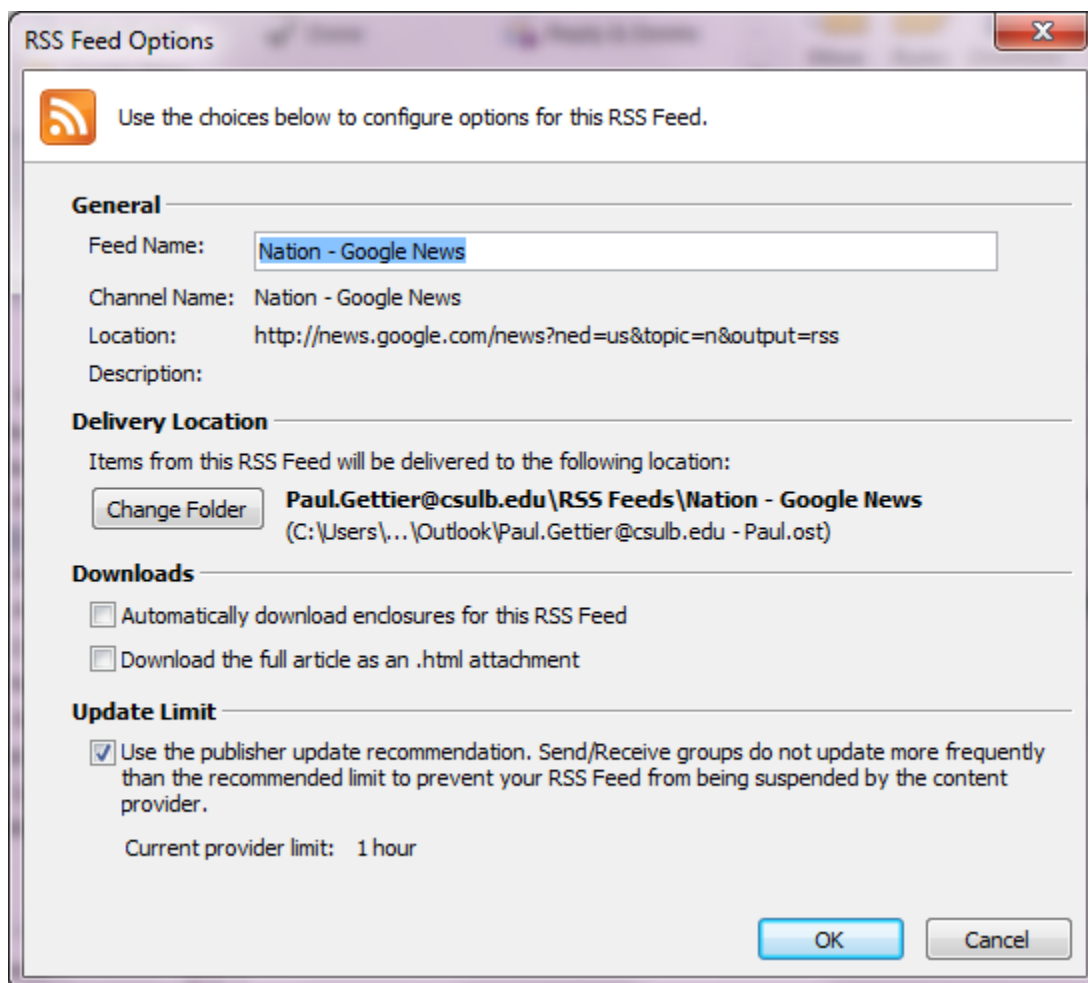 RSS Feed Options
X
Use the choices below to configure options for this RSS Feed.
General
Feed Name: Nation - Google News
Channel Name: Nation - Google News
Location: http://news.google.com/news?ned=us&topic=n&output=rss
Description:
Delivery Location
Items from this RSS Feed will be delivered to the following location:
Change Folder Paul.Gettier@csulb.edu\RSS Feeds\Nation - Google News
(C:\Users\...\Outlook\Paul.Gettier@csulb.edu - Paul.ost)
Downloads
Automatically download enclosures for this RSS Feed
Download the full article as an .html attachment
Update Limit
Use the publisher update recommendation. Send/Receive groups do not update more frequently
than the recommended limit to prevent your RSS Feed from being suspended by the content
provider.
Current provider limit: 1 hour
OK Cancel